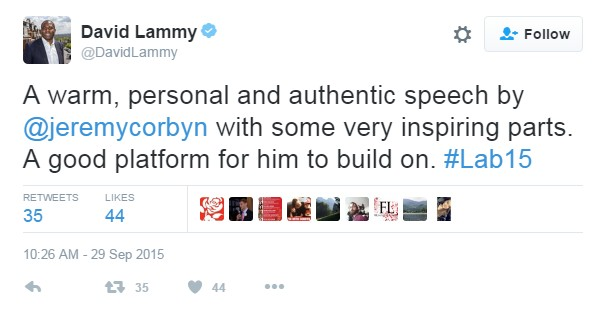 David Lammy
@DavidLammy
Follow
A warm, personal and authentic speech by
@jeremycorbyn with some very inspiring parts.
A good platform for him to build on. #Lab15
RETWEETS LIKES
35 44
FL
10:26 AM - 29 Sep 2015
35 44